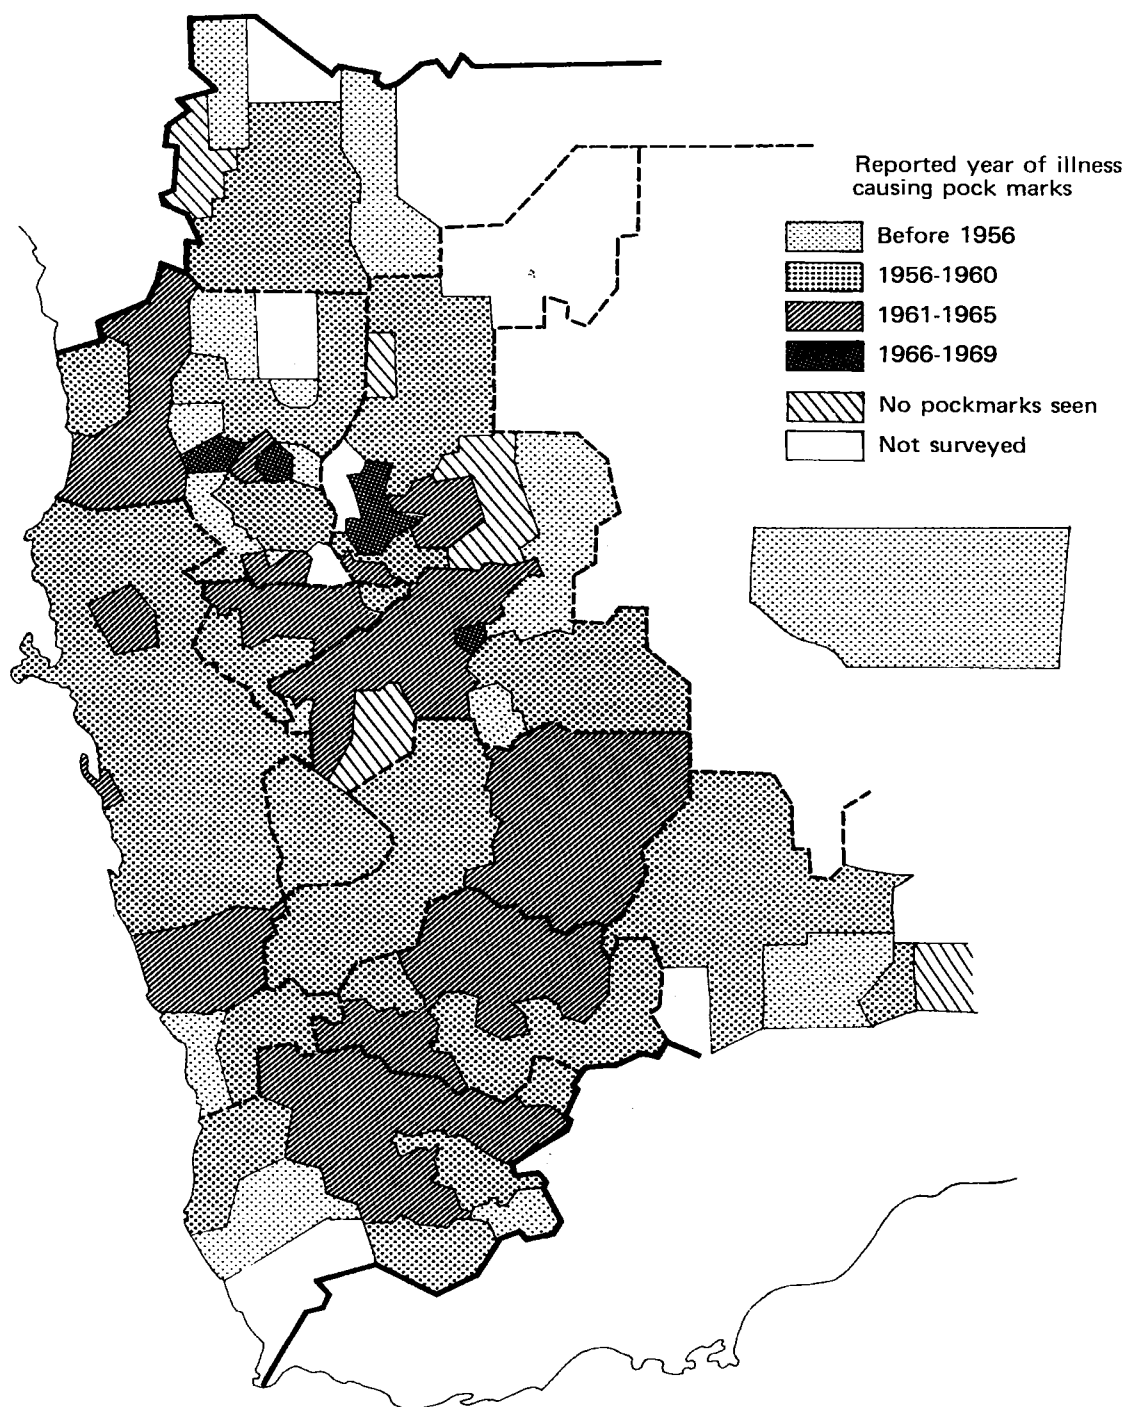 Reported year of illness
causing pock marks
Before 1956
1956-1960
1961-1965
1966-1969
No pockmarks seen
Not surveyed